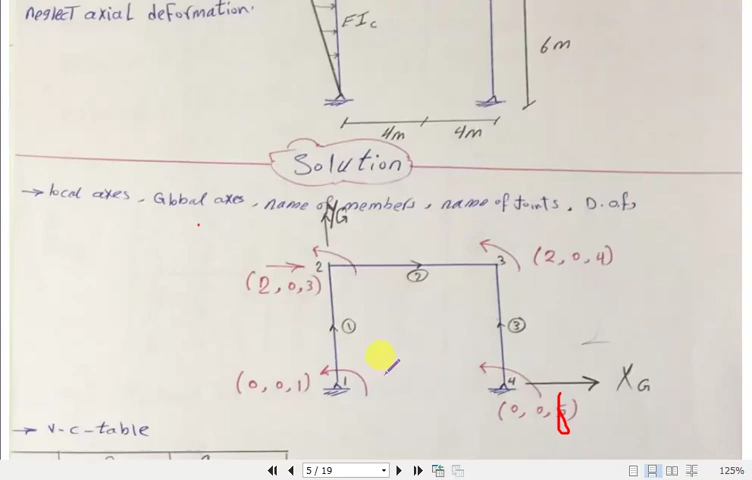 neglect axial deformation.
EIc
6m
4m
4m
Solution
→ local axes, Global axes, name of members, name of joints, D.o.f,
YG
2
3
(2, 0, 3)
(2, 0, 4)
2
1
3
(0, 0, 1)
1
4
XG
(0, 0, )
→ v-c-table
5 / 19
125%